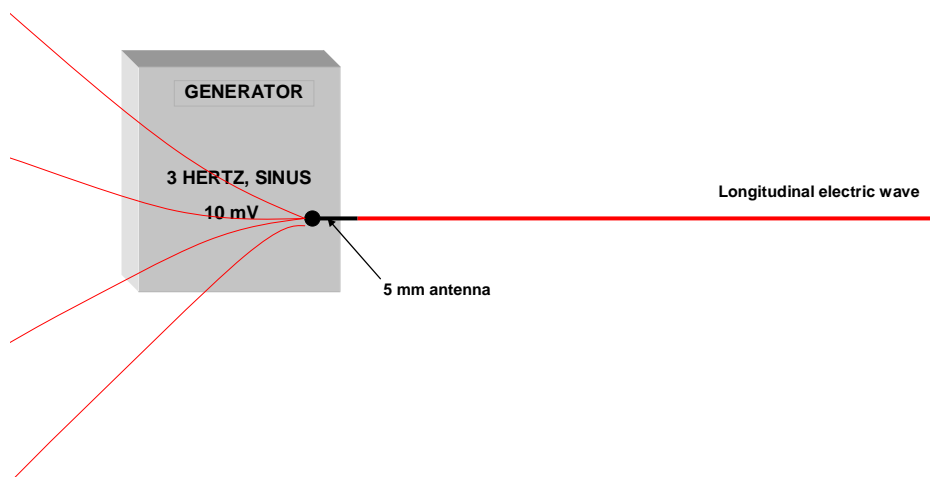 GENERATOR
3 HERTZ, SINUS
10 mV
Longitudinal electric wave
5 mm antenna